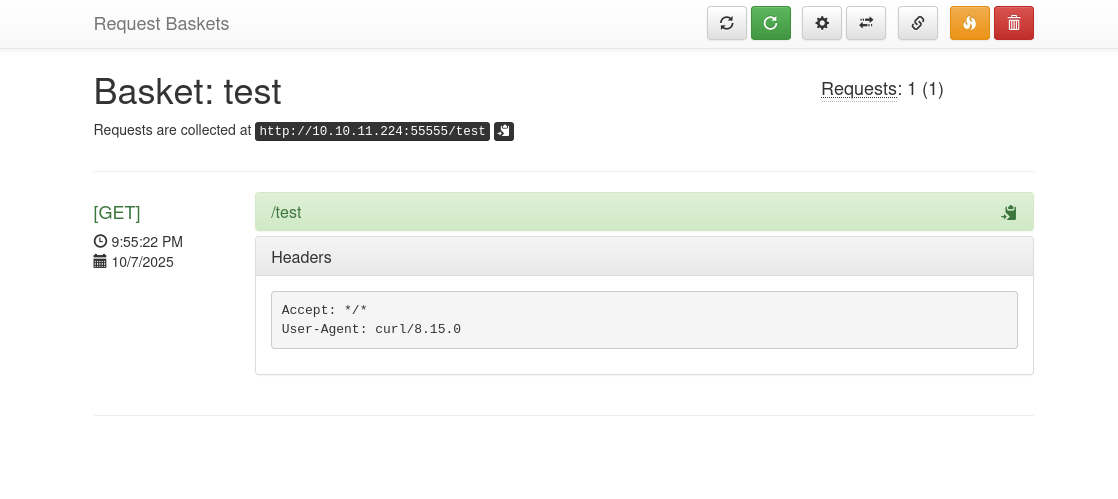 Request Baskets
Basket: test
Requests: 1 (1)
Requests are collected at http://10.10.11.224:55555/test
[GET]
9:55:22 PM
10/7/2025
/test
Headers
Accept: */*
User-Agent: curl/8.15.0